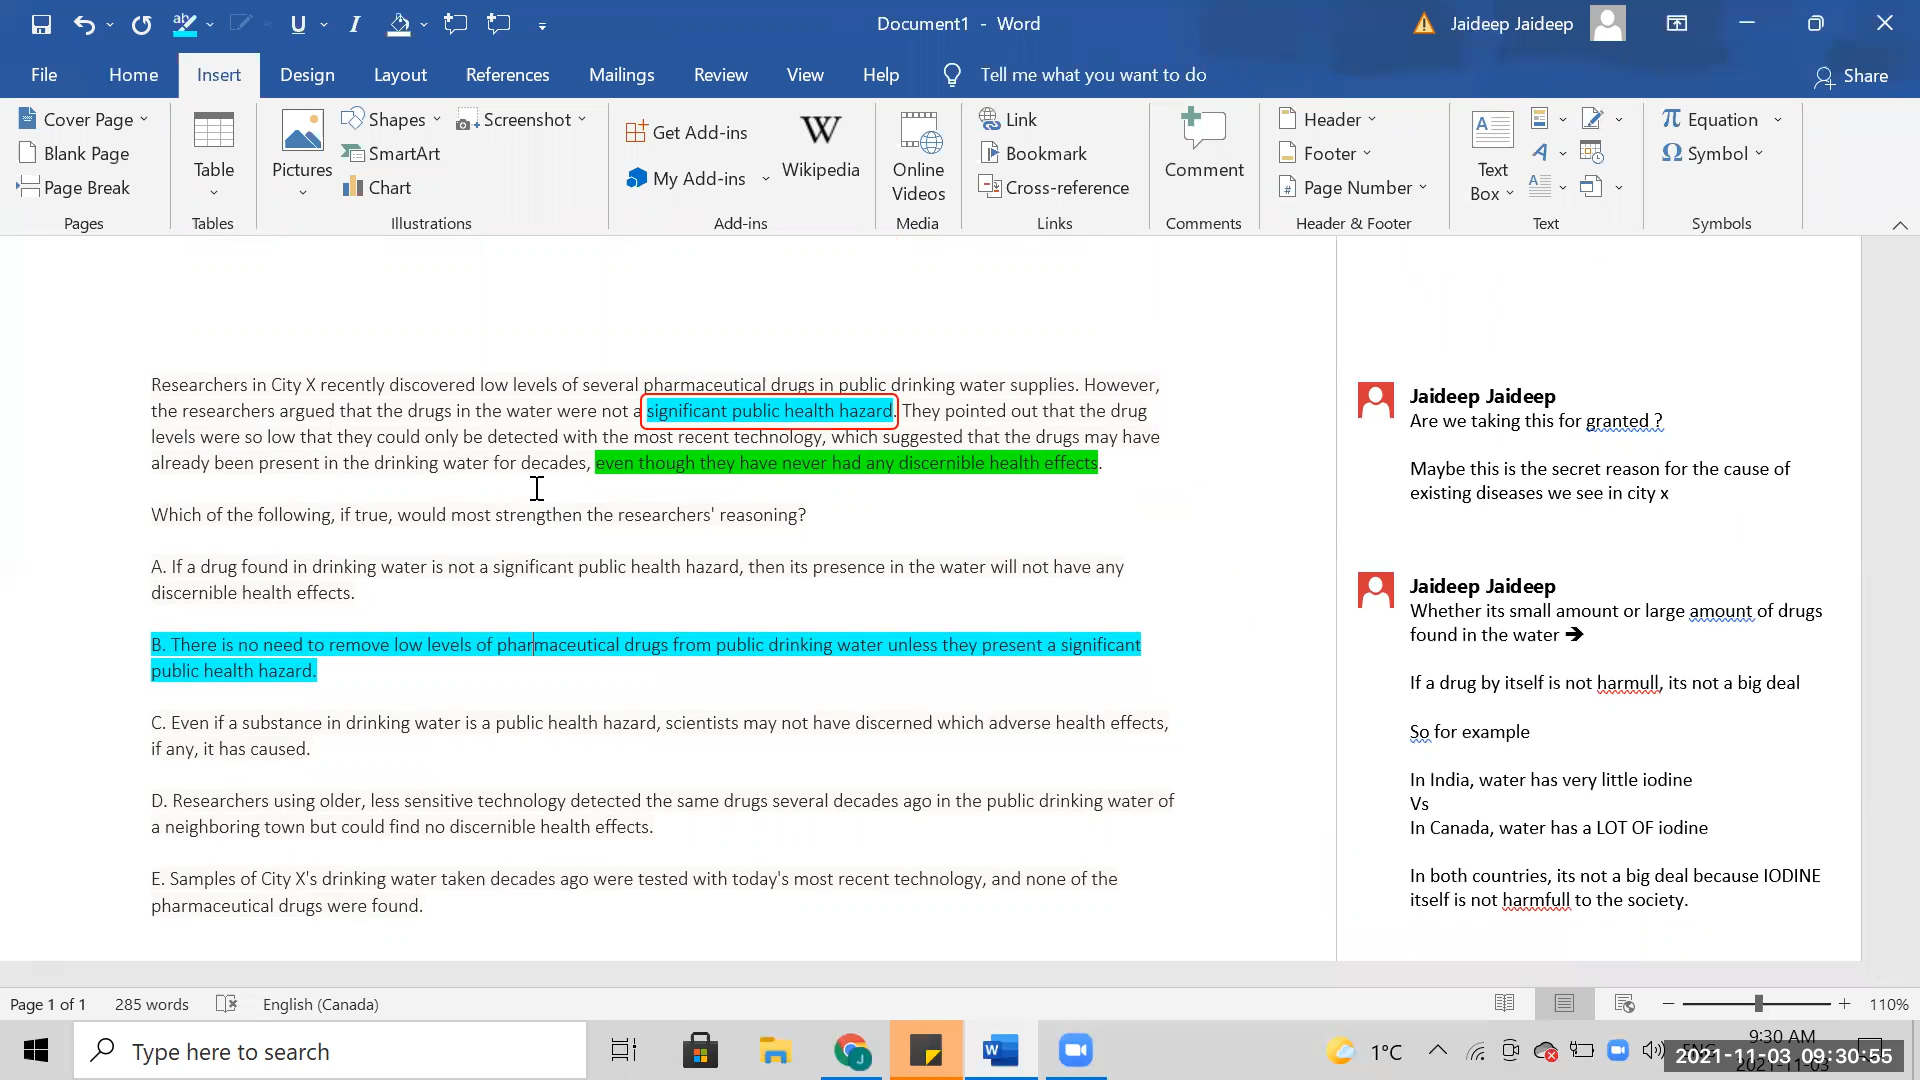 Document1 - Word
Jaideep Jaideep
File Home Insert Design Layout References Mailings Review View Help Tell me what you want to do Share
Cover Page
Blank Page
Page Break
Pages
Table
Tables
Pictures
Shapes
SmartArt
Chart
Screenshot
Illustrations
Get Add-ins
My Add-ins
Wikipedia
Add-ins
Online
Videos
Media
Link
Bookmark
Cross-reference
Links
Comment
Comments
Header
Footer
Page Number
Header & Footer
Text
Box
Text
Equation
Symbol
Symbols
Researchers in City X recently discovered low levels of several pharmaceutical drugs in public drinking water supplies. However,
the researchers argued that the drugs in the water were not a significant public health hazard. They pointed out that the drug
levels were so low that they could only be detected with the most recent technology, which suggested that the drugs may have
already been present in the drinking water for decades, even though they have never had any discernible health effects.
Which of the following, if true, would most strengthen the researchers' reasoning?
A. If a drug found in drinking water is not a significant public health hazard, then its presence in the water will not have any
discernible health effects.
B. There is no need to remove low levels of pharmaceutical drugs from public drinking water unless they present a significant
public health hazard.
C. Even if a substance in drinking water is a public health hazard, scientists may not have discerned which adverse health effects,
if any, it has caused.
D. Researchers using older, less sensitive technology detected the same drugs several decades ago in the public drinking water of
a neighboring town but could find no discernible health effects.
E. Samples of City X's drinking water taken decades ago were tested with today's most recent technology, and none of the
pharmaceutical drugs were found.
Jaideep Jaideep
Are we taking this for granted ?
Maybe this is the secret reason for the cause of
existing diseases we see in city x
Jaideep Jaideep
Whether its small amount or large amount of drugs
found in the water ➔
If a drug by itself is not harmull, its not a big deal
So for example
In India, water has very little iodine
Vs
In Canada, water has a LOT OF iodine
In both countries, its not a big deal because IODINE
itself is not harmfull to the society.
Page 1 of 1 285 words English (Canada) 110%
Type here to search
1°C
9:30 AM
2021-11-03 09:30:55